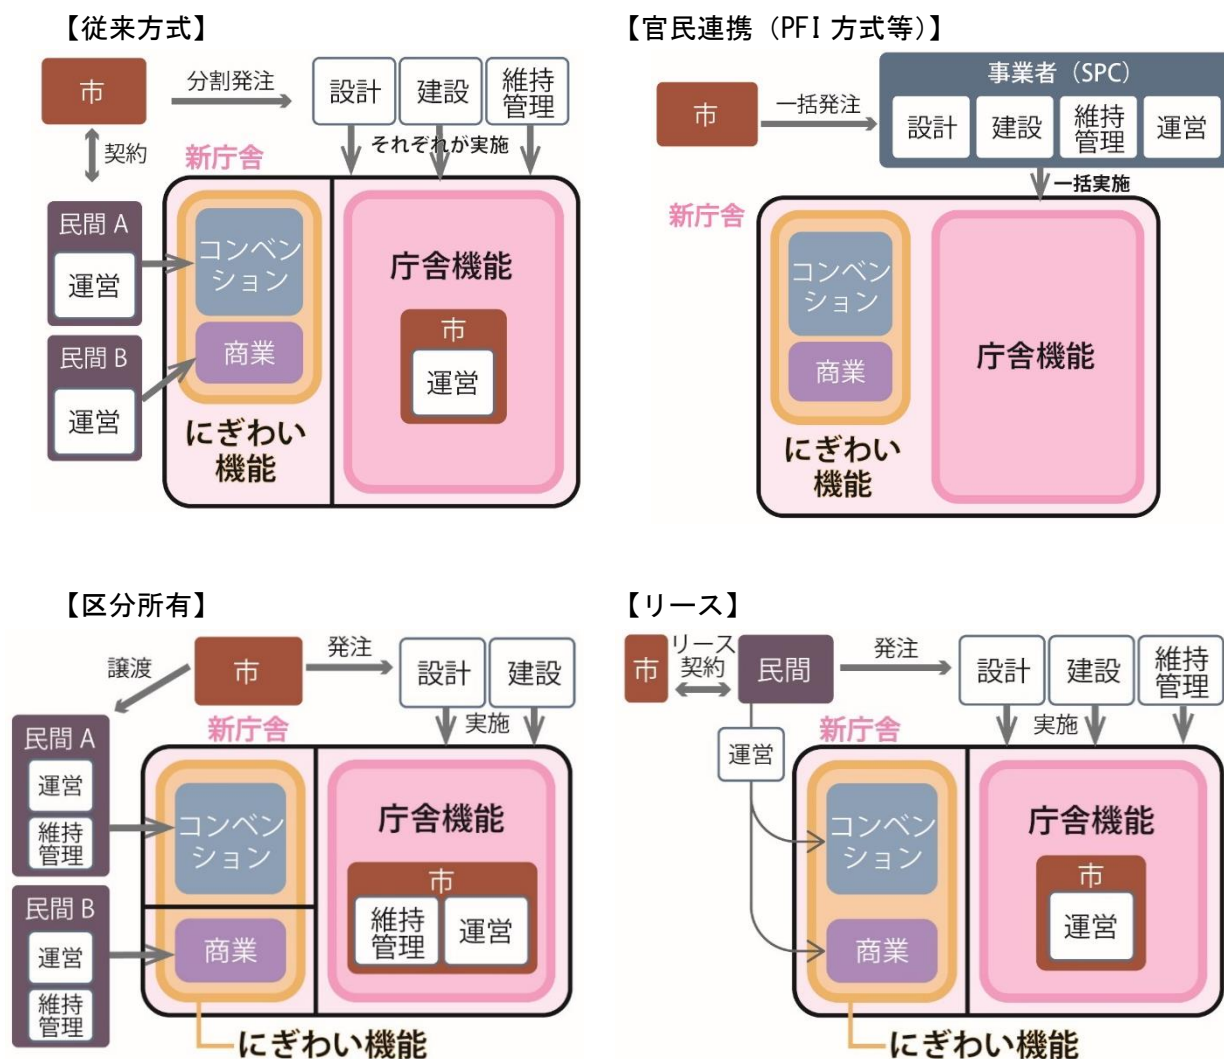 【従来方式】
市
分割発注
設計
建設
維持
管理
契約
それぞれが実施
新庁舎
民間 A
運営
民間 B
運営
コンベン
ション
商業
にぎわい
機能
庁舎機能
市
運営
【官民連携（PFI 方式等）】
市
一括発注
事業者（SPC）
設計
建設
維持
管理
運営
一括実施
新庁舎
コンベン
ション
商業
にぎわい
機能
庁舎機能
【区分所有】
譲渡
市
発注
設計
建設
実施
新庁舎
民間 A
運営
維持
管理
民間 B
運営
維持
管理
コンベン
ション
商業
庁舎機能
市
維持
管理
運営
にぎわい機能
【リース】
市
リース
契約
民間
発注
設計
建設
維持
管理
実施
運営
新庁舎
コンベン
ション
商業
庁舎機能
市
運営
にぎわい機能